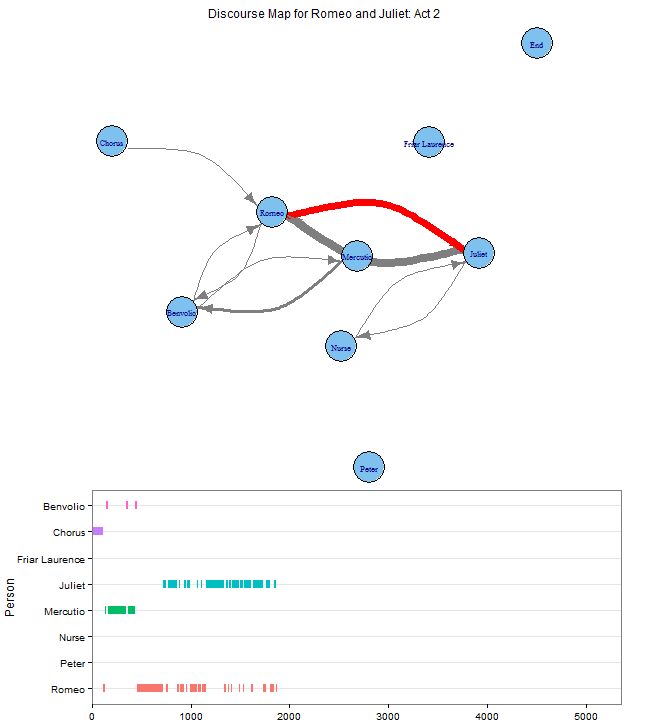 Discourse Map for Romeo and Juliet: Act 2
End
Chorus
Friar Laurence
Romeo
Juliet
Mercutio
Benvolio
Nurse
Peter
Person
Benvolio
Chorus
Friar Laurence
Juliet
Mercutio
Nurse
Peter
Romeo
0 1000 2000 3000 4000 5000